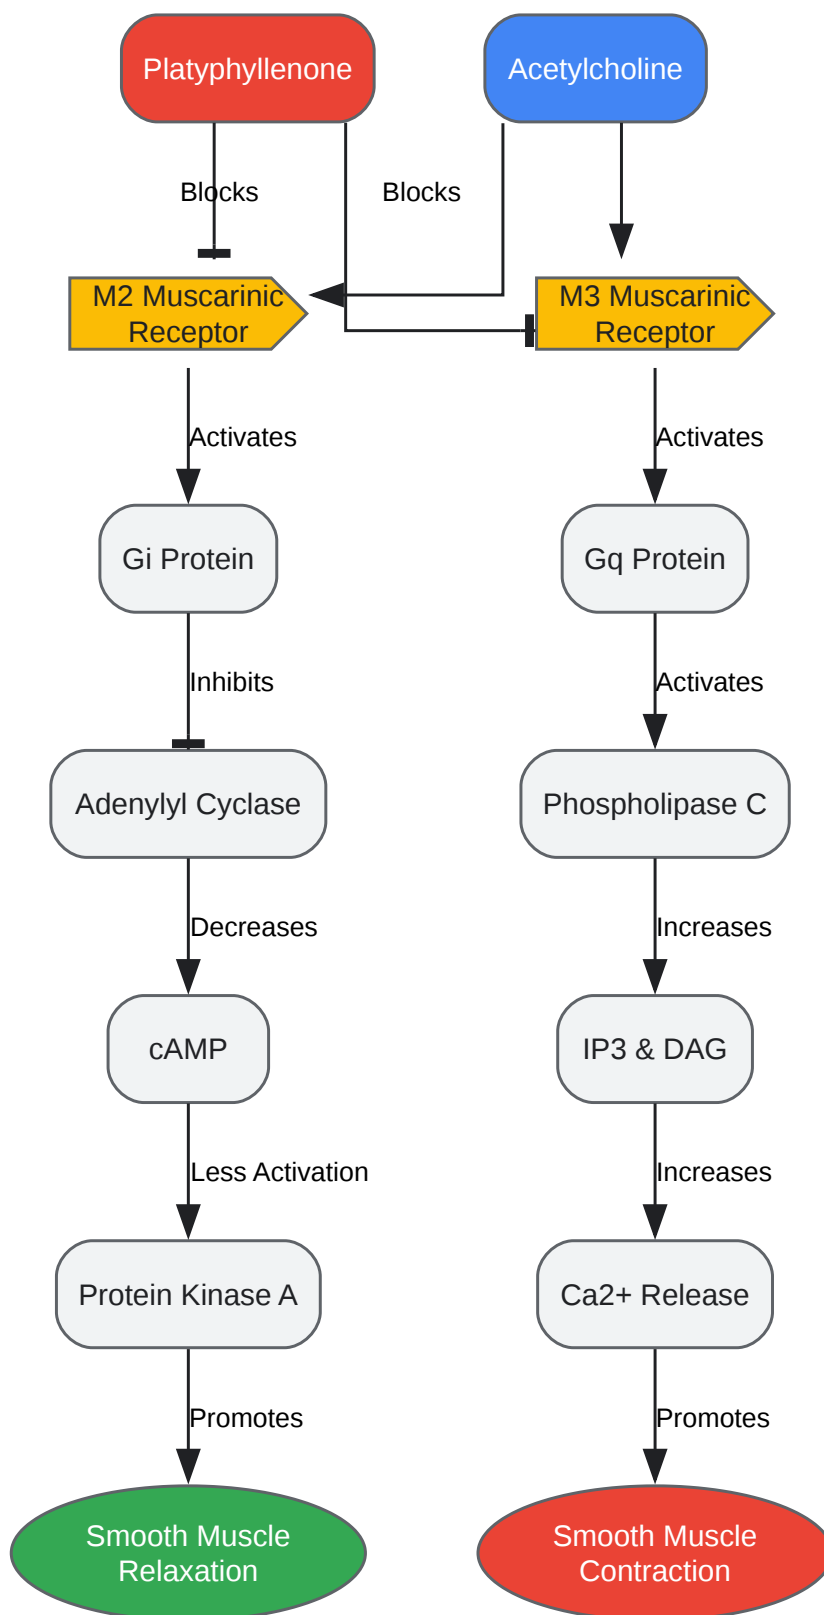 Platyphyllenone
Acetylcholine
Blocks
Blocks
M2 Muscarinic
Receptor
M3 Muscarinic
Receptor
Activates
Activates
Gi Protein
Gq Protein
Inhibits
Activates
Adenylyl Cyclase
Phospholipase C
Decreases
Increases
cAMP
IP3 & DAG
Less Activation
Increases
Protein Kinase A
Ca2+ Release
Promotes
Promotes
Smooth Muscle
Relaxation
Smooth Muscle
Contraction